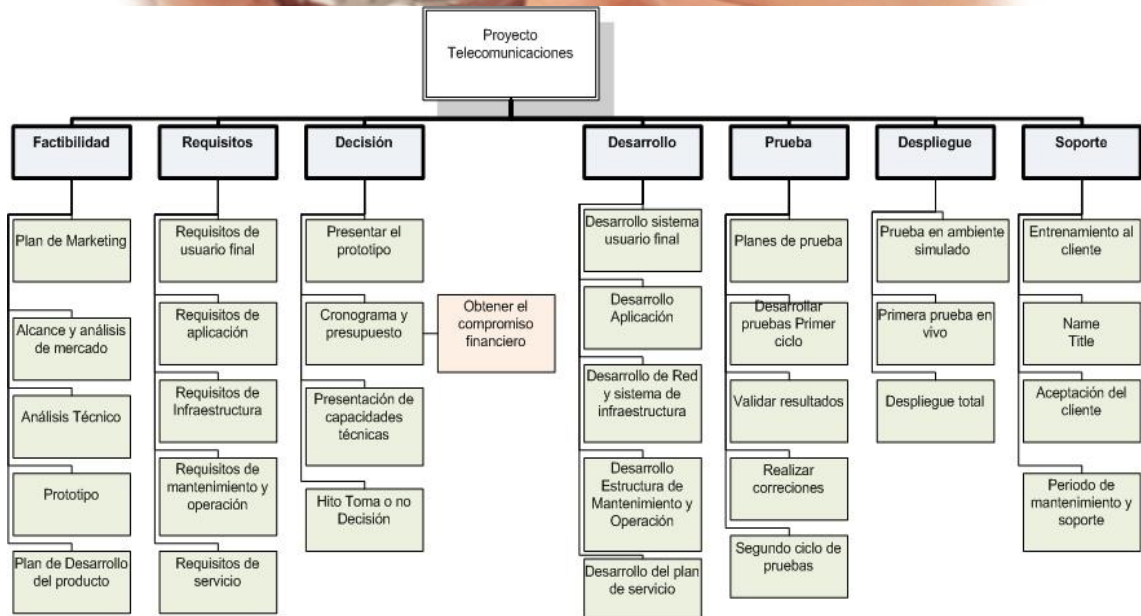 Proyecto
Telecomunicaciones
Factibilidad
Plan de Marketing
Alcance y análisis
de mercado
Análisis Técnico
Prototipo
Plan de Desarrollo
del producto
Requisitos
Requisitos de
usuario final
Requisitos de
aplicación
Requisitos de
Infraestructura
Requisitos de
mantenimiento y
operación
Requisitos de
servicio
Decisión
Presentar el
prototipo
Cronograma y
presupuesto
Obtener el
compromiso
financiero
Presentación de
capacidades
técnicas
Hito Toma o no
Decisión
Desarrollo
Desarrollo sistema
usuario final
Desarrollo
Aplicación
Desarrollo de Red
y sistema de
infraestructura
Desarrollo
Estructura de
Mantenimiento y
Operación
Desarrollo del plan
de servicio
Prueba
Planes de prueba
Desarrollar
pruebas Primer
ciclo
Validar resultados
Realizar
correciones
Segundo ciclo de
pruebas
Despliegue
Prueba en ambiente
simulado
Primera prueba en
vivo
Despliegue total
Soporte
Entrenamiento al
cliente
Name
Title
Aceptación del
cliente
Periodo de
mantenimiento y
soporte